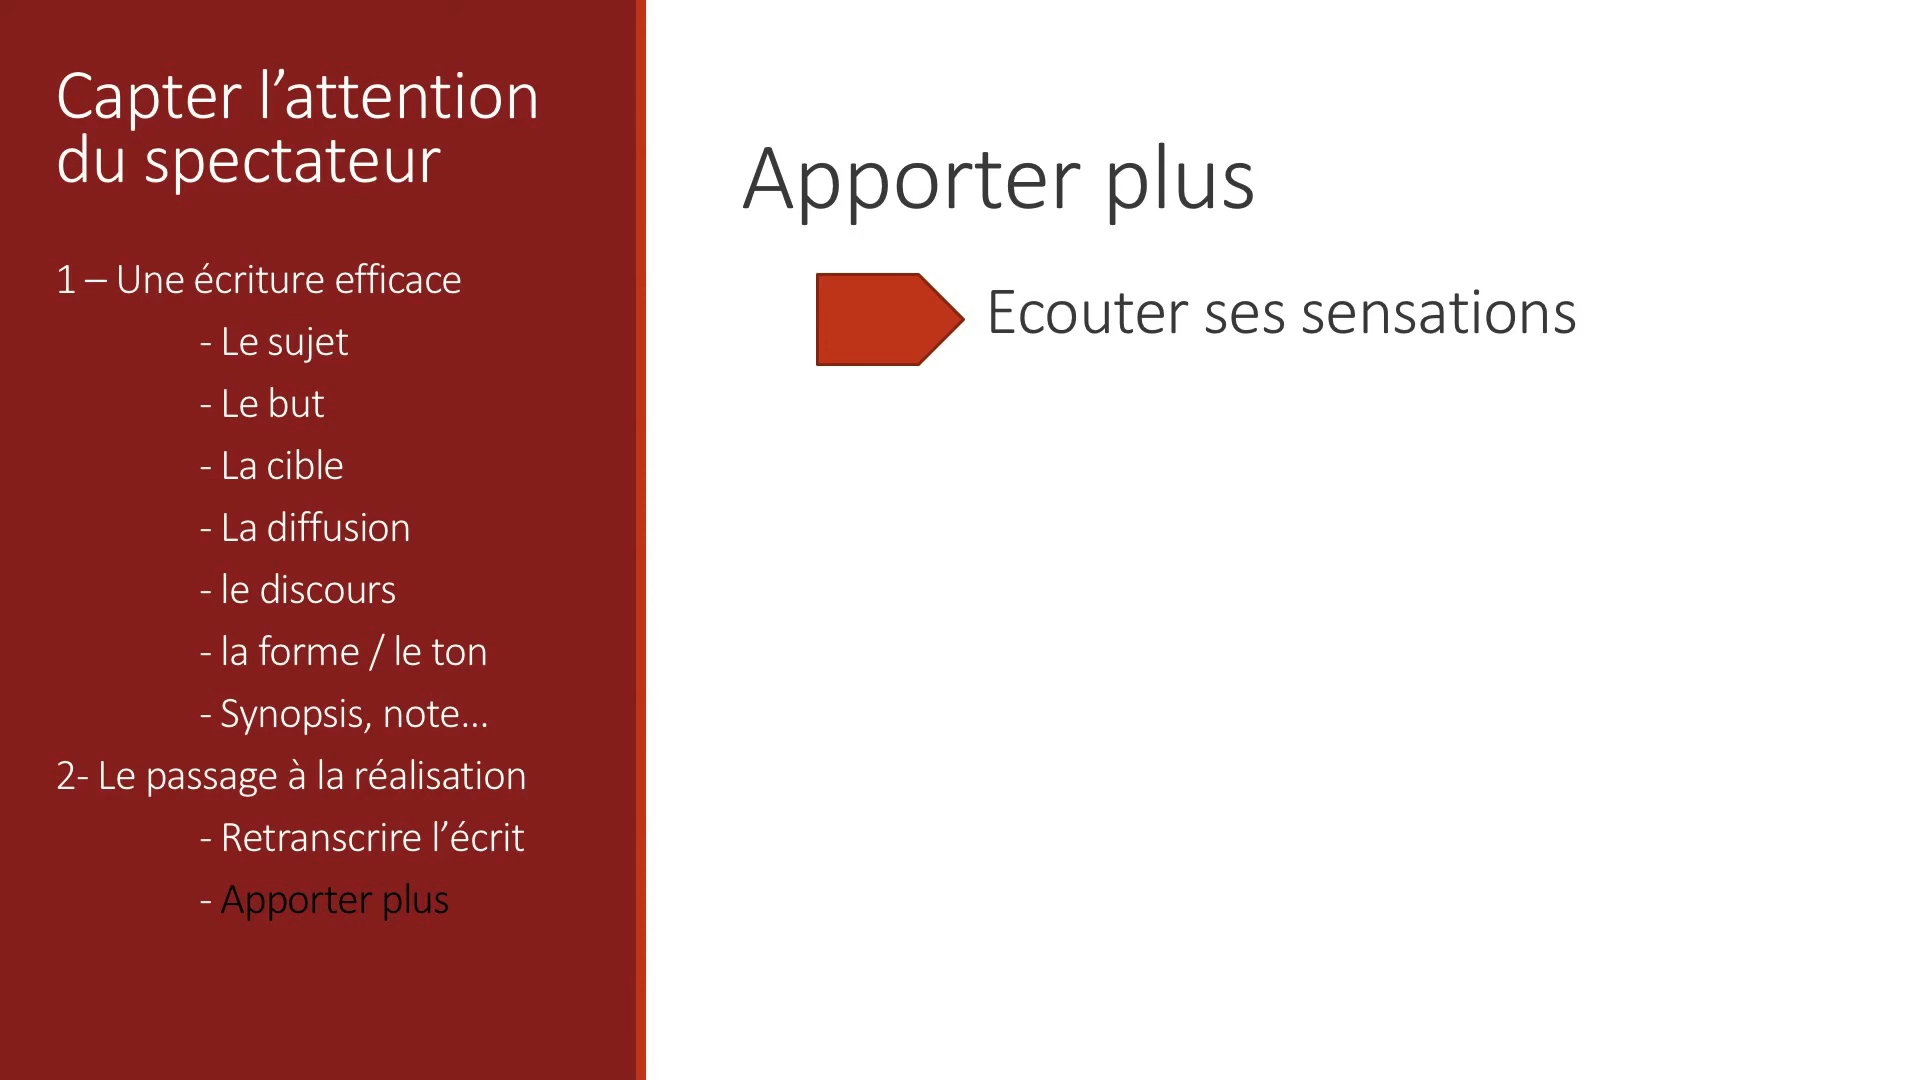 Capter l’attention
du spectateur
1 – Une écriture efficace
- Le sujet
- Le but
- La cible
- La diffusion
- le discours
- la forme / le ton
- Synopsis, note…
2- Le passage à la réalisation
- Retranscrire l’écrit
- Apporter plus
Apporter plus
Ecouter ses sensations